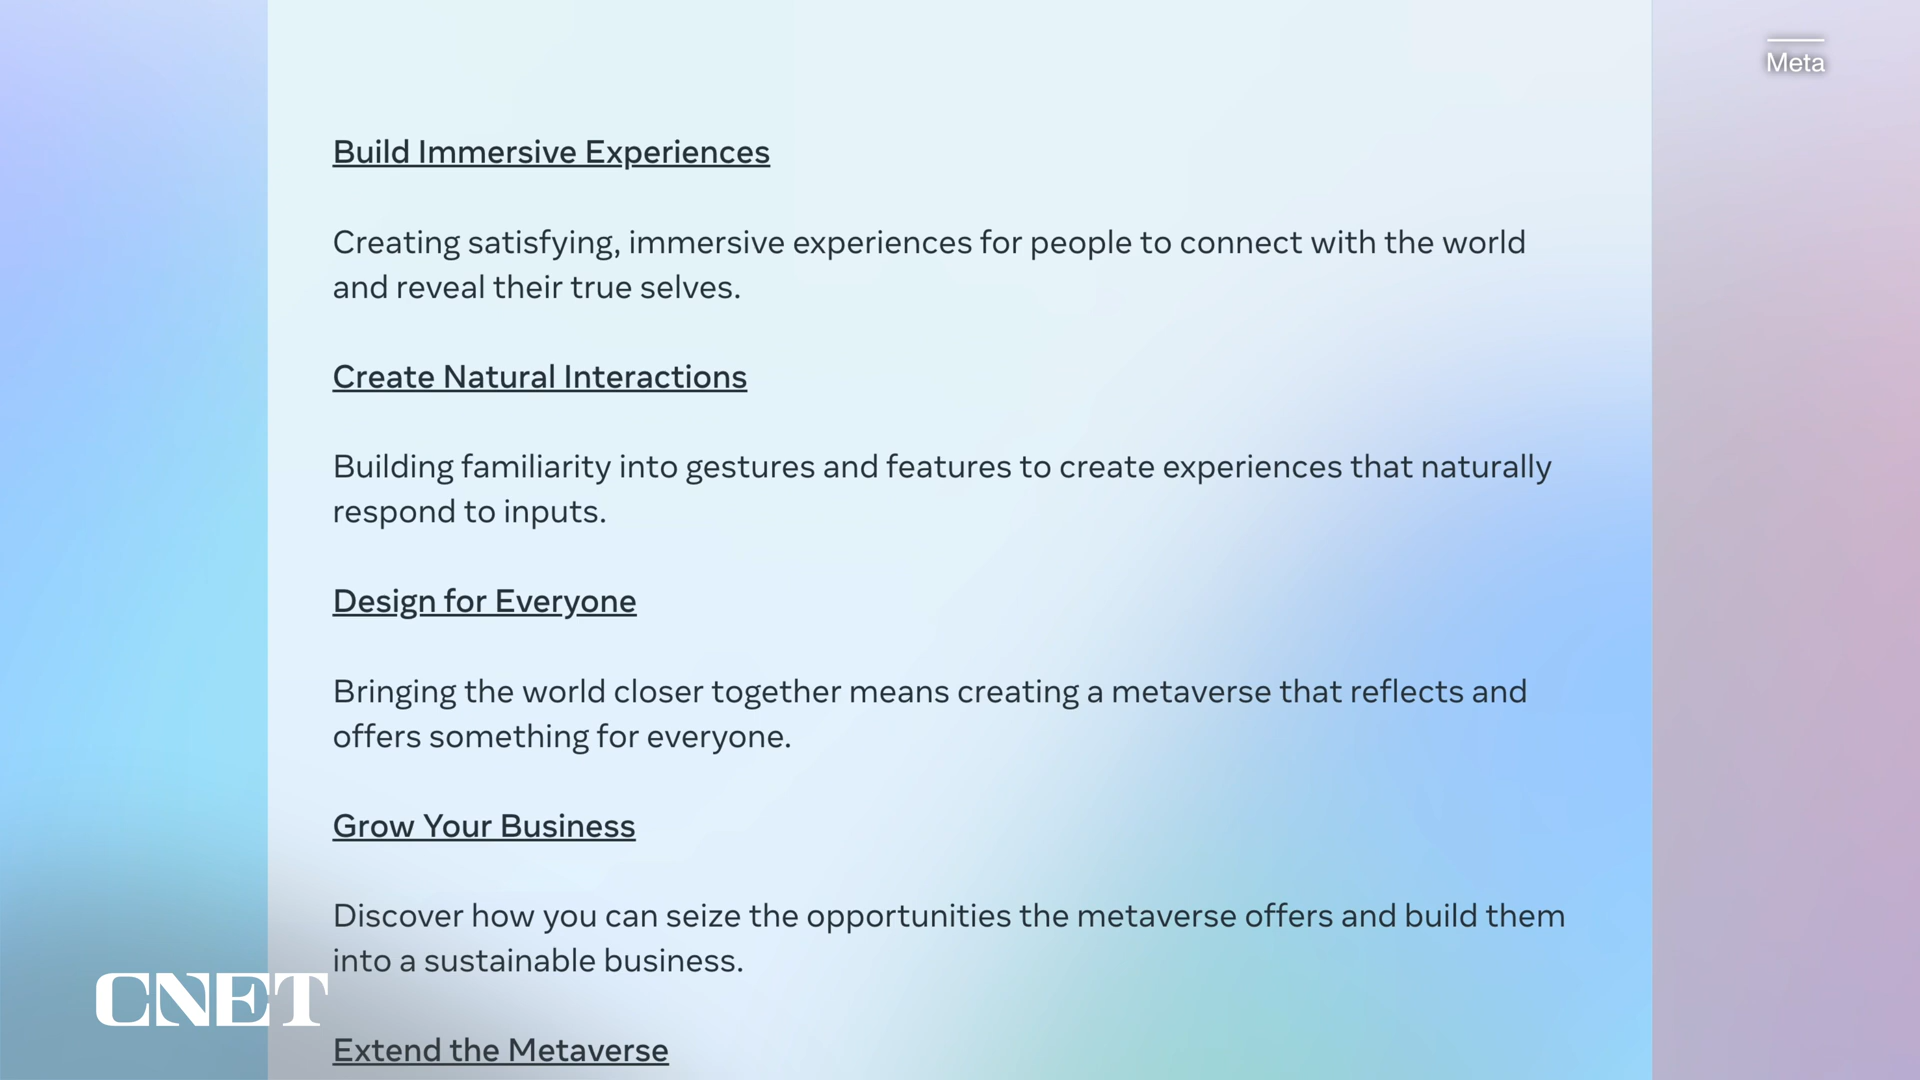 Meta
Build Immersive Experiences
Creating satisfying, immersive experiences for people to connect with the world
and reveal their true selves.
Create Natural Interactions
Building familiarity into gestures and features to create experiences that naturally
respond to inputs.
Design for Everyone
Bringing the world closer together means creating a metaverse that reflects and
offers something for everyone.
Grow Your Business
Discover how you can seize the opportunities the metaverse offers and build them
into a sustainable business.
CNET
Extend the Metaverse